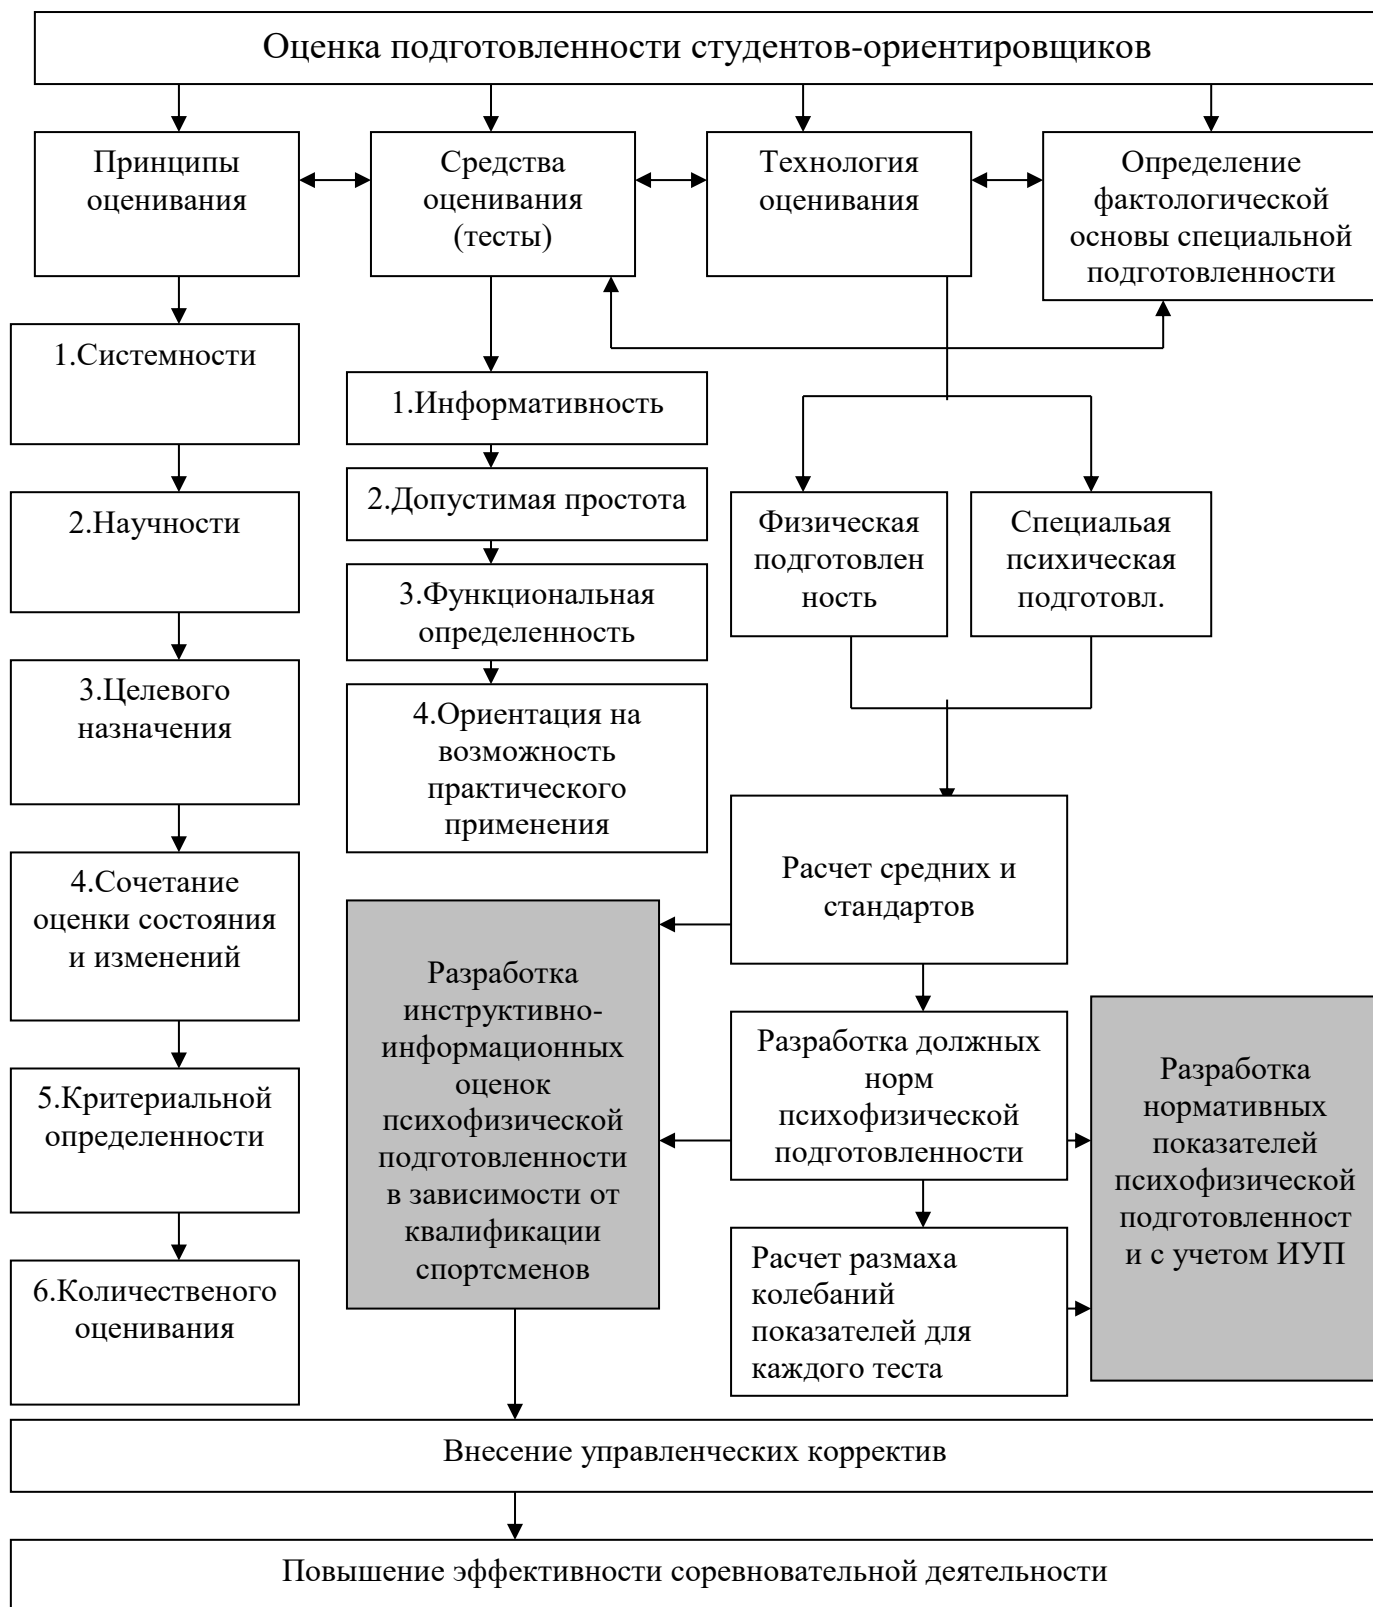 Оценка подготовленности студентов-ориентировщиков
Принципы
оценивания
Средства
оценивания
(тесты)
Технология
оценивания
Определение
фактологической
основы специальной
подготовленности
1.Системности
2.Научности
3.Целевого
назначения
4.Сочетание
оценки состояния
и изменений
5.Критериальной
определенности
6.Количественого
оценивания
1.Информативность
2.Допустимая простота
3.Функциональная
определенность
4.Ориентация на
возможность
практического
применения
Физическая
подготовлен
ность
Специалья
психическая
подготовл.
Расчет средних и
стандартов
Разработка
инструктивно-
информационных
оценок
психофизической
подготовленности
в зависимости от
квалификации
спортсменов
Разработка должных
норм
психофизической
подготовленности
Расчет размаха
колебаний
показателей для
каждого теста
Разработка
нормативных
показателей
психофизической
подготовленност
и с учетом ИУП
Внесение управленческих корректив
Повышение эффективности соревновательной деятельности